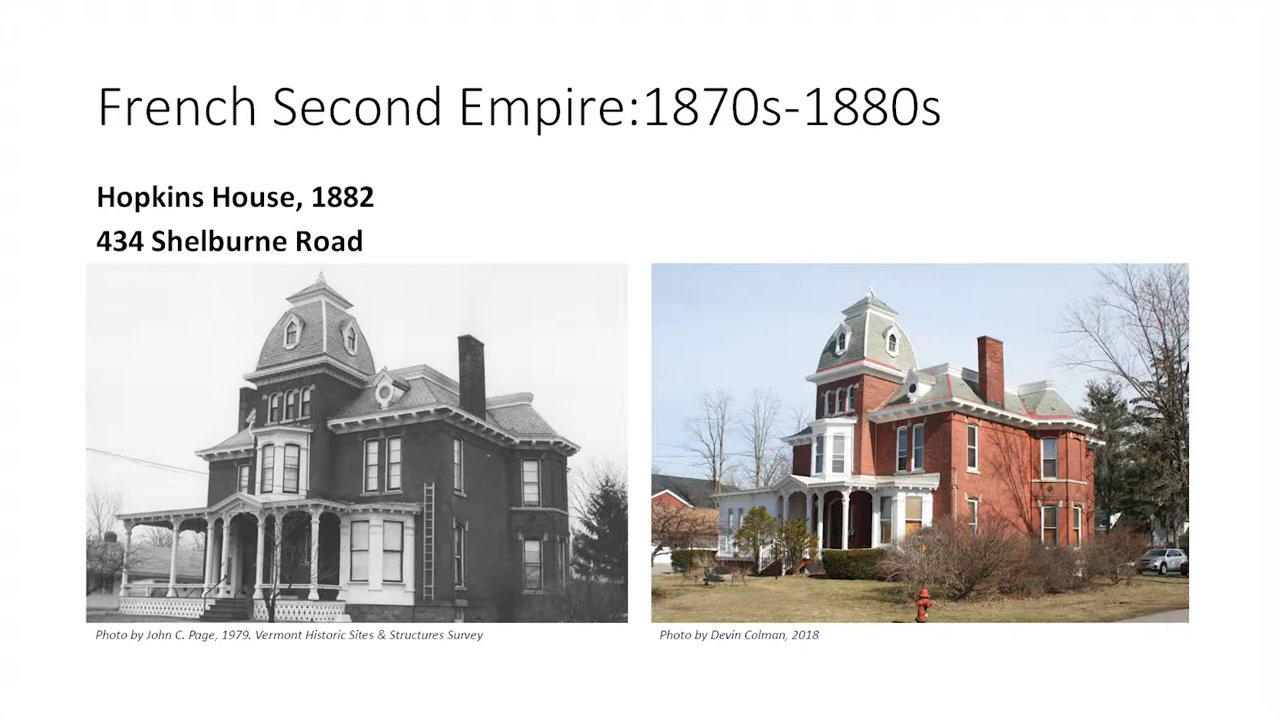 French Second Empire:1870s-1880s
Hopkins House, 1882
434 Shelburne Road
Photo by John C. Page, 1979. Vermont Historic Sites & Structures Survey
Photo by Devin Colman, 2018